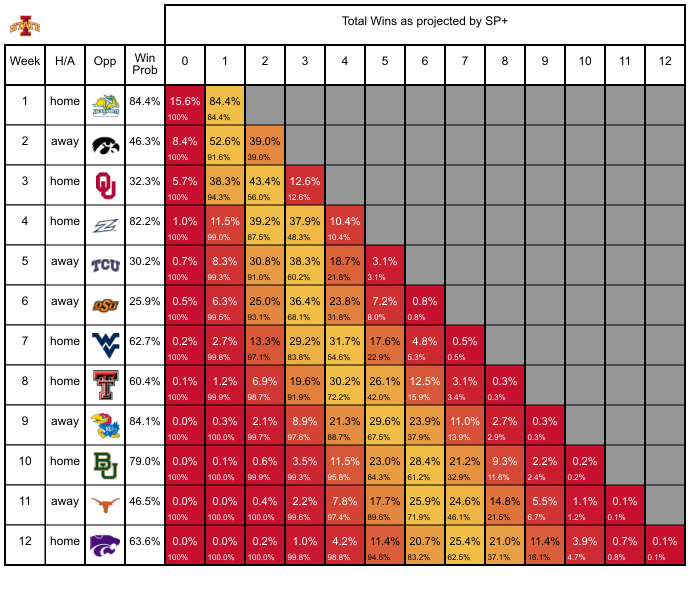 STATE
Total Wins as projected by SP+
Week H/A Opp Win Prob 0 1 2 3 4 5 6 7 8 9 10 11 12
1 home 84.4% 15.6% 84.4%
100% 84.4%
2 away 46.3% 8.4% 52.6% 39.0%
100% 91.6% 39.0%
3 home OU 32.3% 5.7% 38.3% 43.4% 12.6%
100% 94.3% 56.0% 12.6%
4 home 82.2% 1.0% 11.5% 39.2% 37.9% 10.4%
100% 99.0% 87.5% 48.3% 10.4%
5 away TCU 30.2% 0.7% 8.3% 30.8% 38.3% 18.7% 3.1%
100% 99.3% 91.0% 60.2% 21.8% 3.1%
6 away OSU 25.9% 0.5% 6.3% 25.0% 36.4% 23.8% 7.2% 0.8%
100% 99.5% 93.1% 68.1% 31.8% 8.0% 0.8%
7 home WV 62.7% 0.2% 2.7% 13.3% 29.2% 31.7% 17.6% 4.8% 0.5%
100% 99.8% 97.1% 83.8% 54.6% 22.9% 5.3% 0.5%
8 home T 60.4% 0.1% 1.2% 6.9% 19.6% 30.2% 26.1% 12.5% 3.1% 0.3%
100% 99.9% 98.7% 91.9% 72.2% 42.0% 15.9% 3.4% 0.3%
9 away 84.1% 0.0% 0.3% 2.1% 8.9% 21.3% 29.6% 23.9% 11.0% 2.7% 0.3%
100% 100.0% 99.7% 97.6% 88.7% 67.5% 37.9% 13.9% 2.9% 0.3%
10 home BU 79.0% 0.0% 0.1% 0.6% 3.5% 11.5% 23.0% 28.4% 21.2% 9.3% 2.2% 0.2%
100% 100.0% 99.9% 99.3% 95.8% 84.3% 61.2% 32.9% 11.6% 2.4% 0.2%
11 away 46.5% 0.0% 0.0% 0.4% 2.2% 7.8% 17.7% 25.9% 24.6% 14.8% 5.5% 1.1% 0.1%
100% 100.0% 100.0% 99.6% 97.4% 89.6% 71.9% 46.1% 21.5% 6.7% 1.2% 0.1%
12 home 63.6% 0.0% 0.0% 0.2% 1.0% 4.2% 11.4% 20.7% 25.4% 21.0% 11.4% 3.9% 0.7% 0.1%
100% 100.0% 100.0% 99.8% 98.8% 94.6% 83.2% 62.5% 37.1% 16.1% 4.7% 0.8% 0.1%